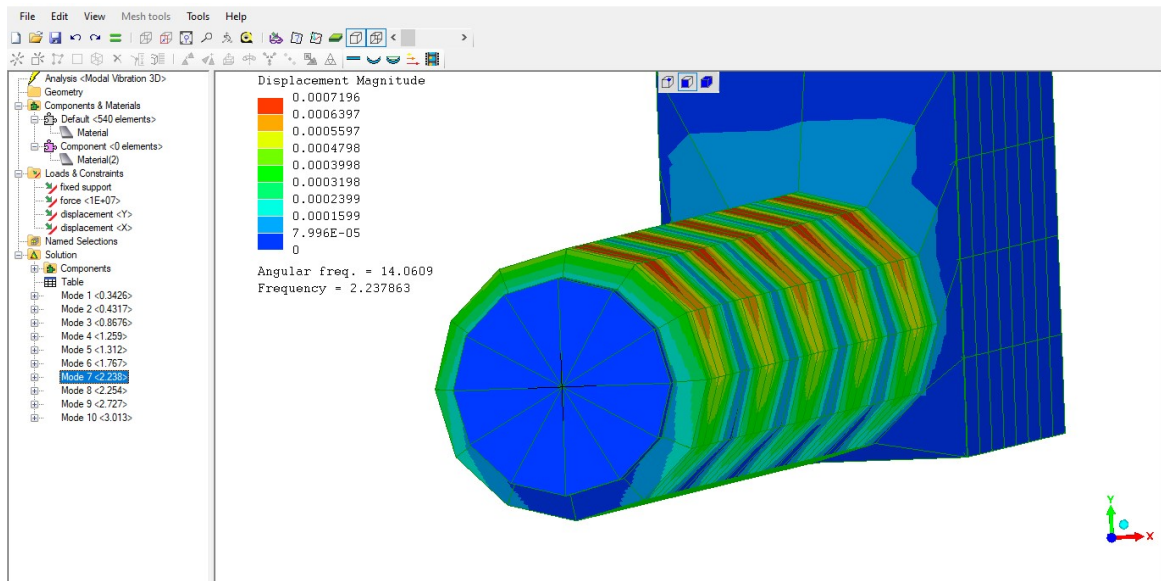 File Edit View Mesh tools Tools Help
Analysis <Modal Vibration 3D>
Geometry
Components & Materials
Default <540 elements>
Material
Component <0 elements>
Material(2)
Loads & Constraints
fixed support
force <1E+07>
displacement <Y>
displacement <X>
Named Selections
Solution
Components
Table
Mode 1 <0.3426>
Mode 2 <0.4317>
Mode 3 <0.8676>
Mode 4 <1.259>
Mode 5 <1.312>
Mode 6 <1.767>
Mode 7 <2.238>
Mode 8 <2.254>
Mode 9 <2.727>
Mode 10 <3.013>
Displacement Magnitude
0.0007196
0.0006397
0.0005597
0.0004798
0.0003998
0.0003198
0.0002399
0.0001599
7.996E-05
0
Angular freq. = 14.0609
Frequency = 2.237863
Y
X